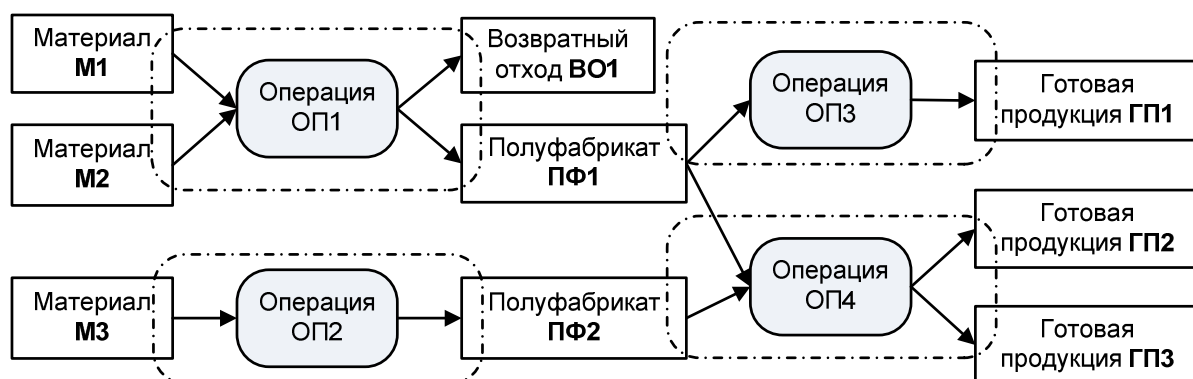 Материал
М1
Операция
ОП1
Возвратный
отход ВО1
Операция
ОП3
Готовая
продукция ГП1
Материал
М2
Полуфабрикат
ПФ1
Готовая
продукция ГП2
Материал
М3
Операция
ОП2
Полуфабрикат
ПФ2
Операция
ОП4
Готовая
продукция ГП3